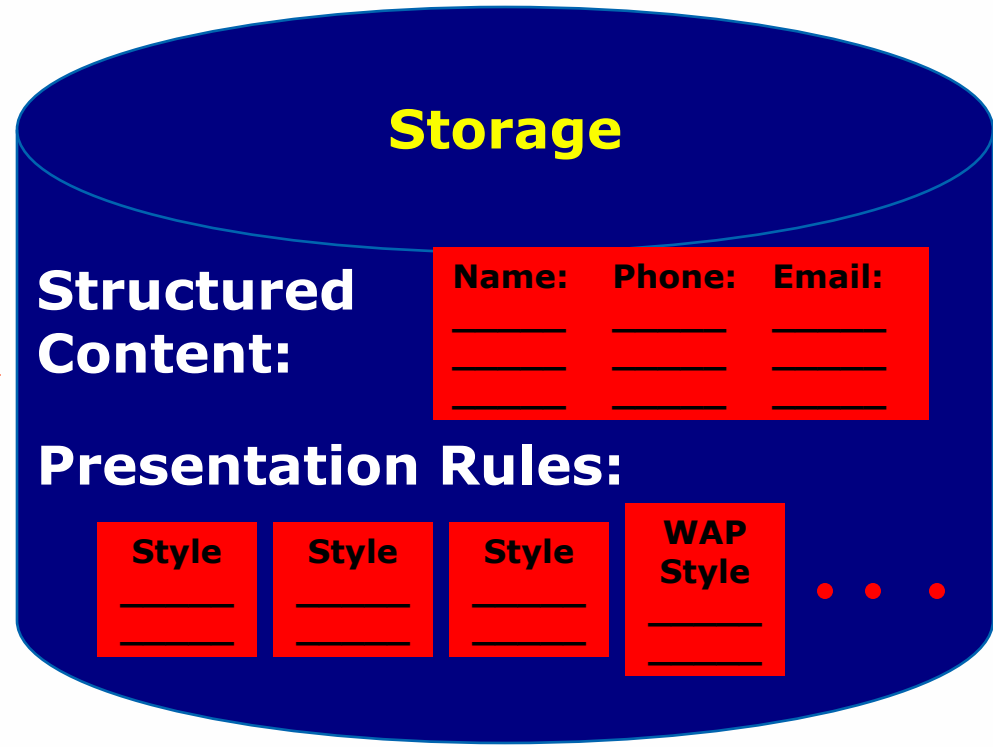 Storage
Structured
Content:
Name: Phone: Email:
Presentation Rules:
Style Style Style WAP
Style